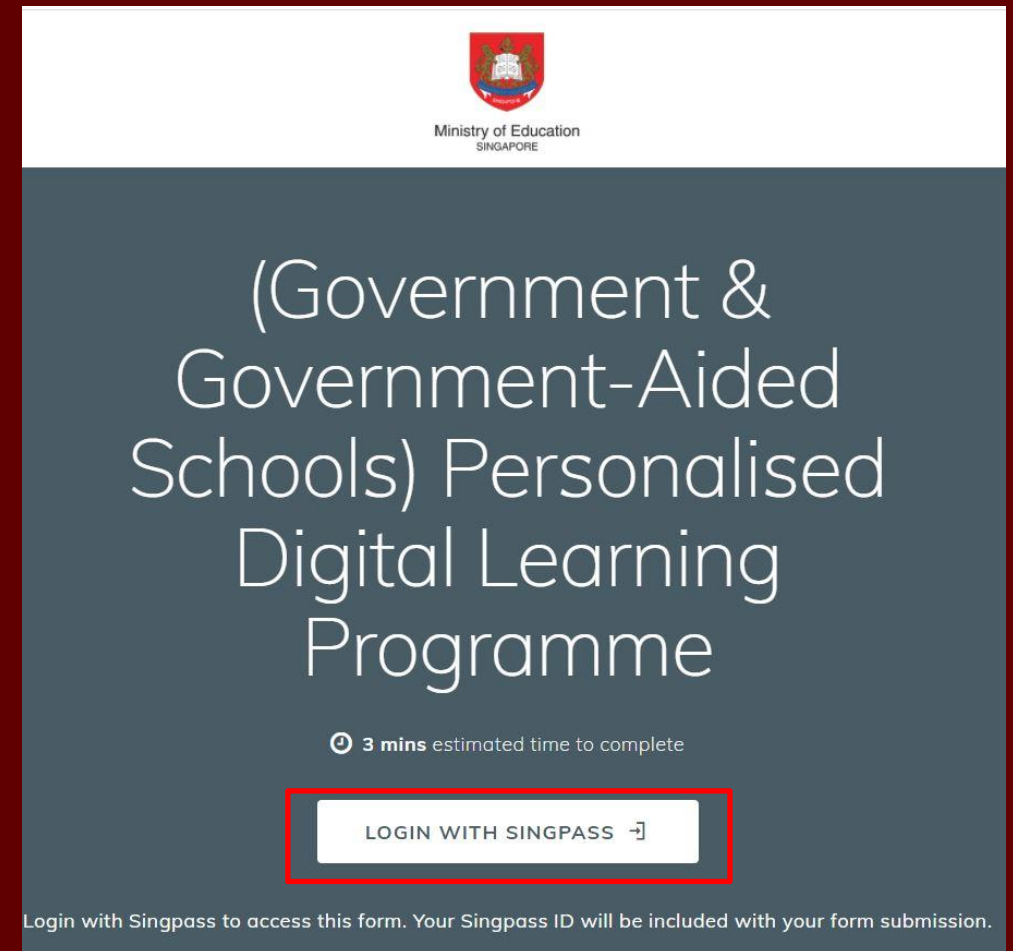 SINGAPORE
Ministry of Education
SINGAPORE
(Government &
Government-Aided
Schools) Personalised
Digital Learning
Programme
3 mins estimated time to complete
LOGIN WITH SINGPASS
Login with Singpass to access this form. Your Singpass ID will be included with your form submission.